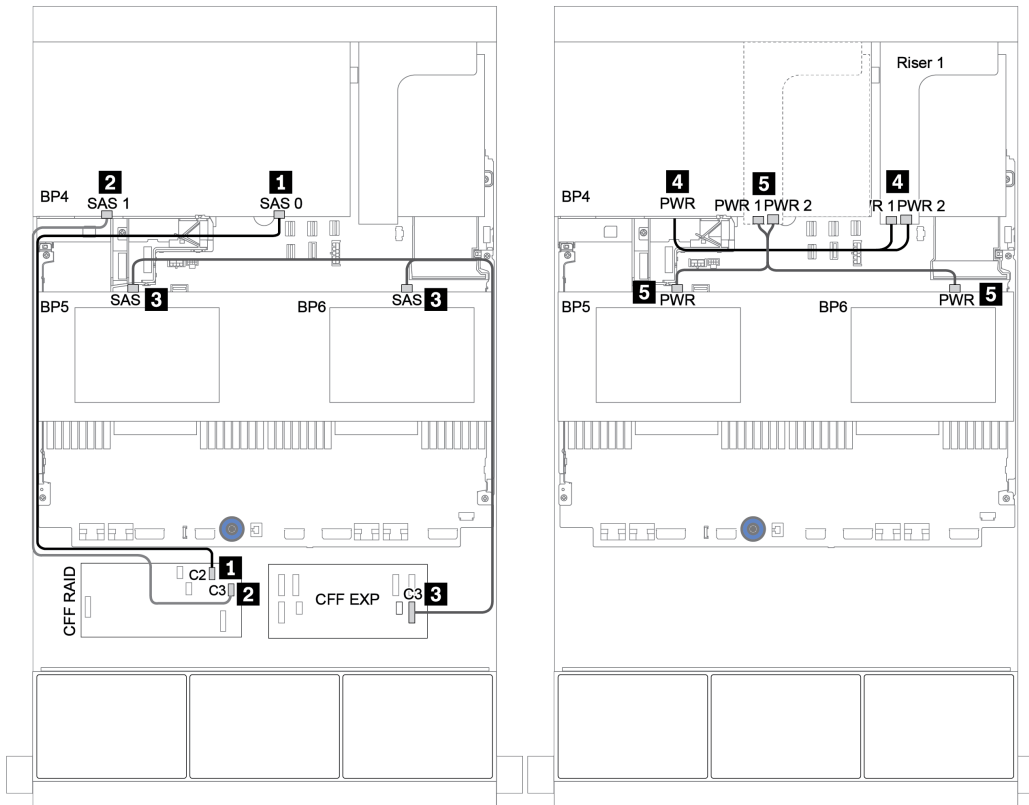 BP4
2
SAS 1
1
SAS 0
SAS 3
SAS 3
BP5
BP6
CFF RAID
C2 1
C3 2
CFF EXP
C3 3
Riser 1
BP4
4
PWR
5
PWR 1 PWR 2
4
R 1 PWR 2
5 PWR
PWR 5
BP5
BP6